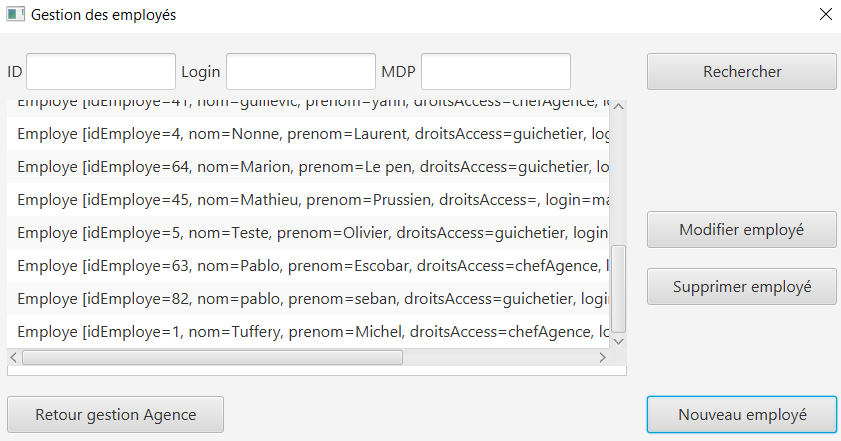 Gestion des employés
ID Login MDP Rechercher
Employe [idEmploye=41, nom=guillevic, prenom=yann, droitsAccess=chefAgence, lo
Employe [idEmploye=4, nom=Nonne, prenom=Laurent, droitsAccess=guichetier, log
Employe [idEmploye=64, nom=Marion, prenom=Le pen, droitsAccess=guichetier, lo
Employe [idEmploye=45, nom=Mathieu, prenom=Prussien, droitsAccess=, login=ma
Employe [idEmploye=5, nom=Teste, prenom=Olivier, droitsAccess=guichetier, login
Employe [idEmploye=63, nom=Pablo, prenom=Escobar, droitsAccess=chefAgence, l
Employe [idEmploye=82, nom=pablo, prenom=seban, droitsAccess=guichetier, logi
Employe [idEmploye=1, nom=Tuffery, prenom=Michel, droitsAccess=chefAgence, lo
Modifier employé
Supprimer employé
Retour gestion Agence
Nouveau employé